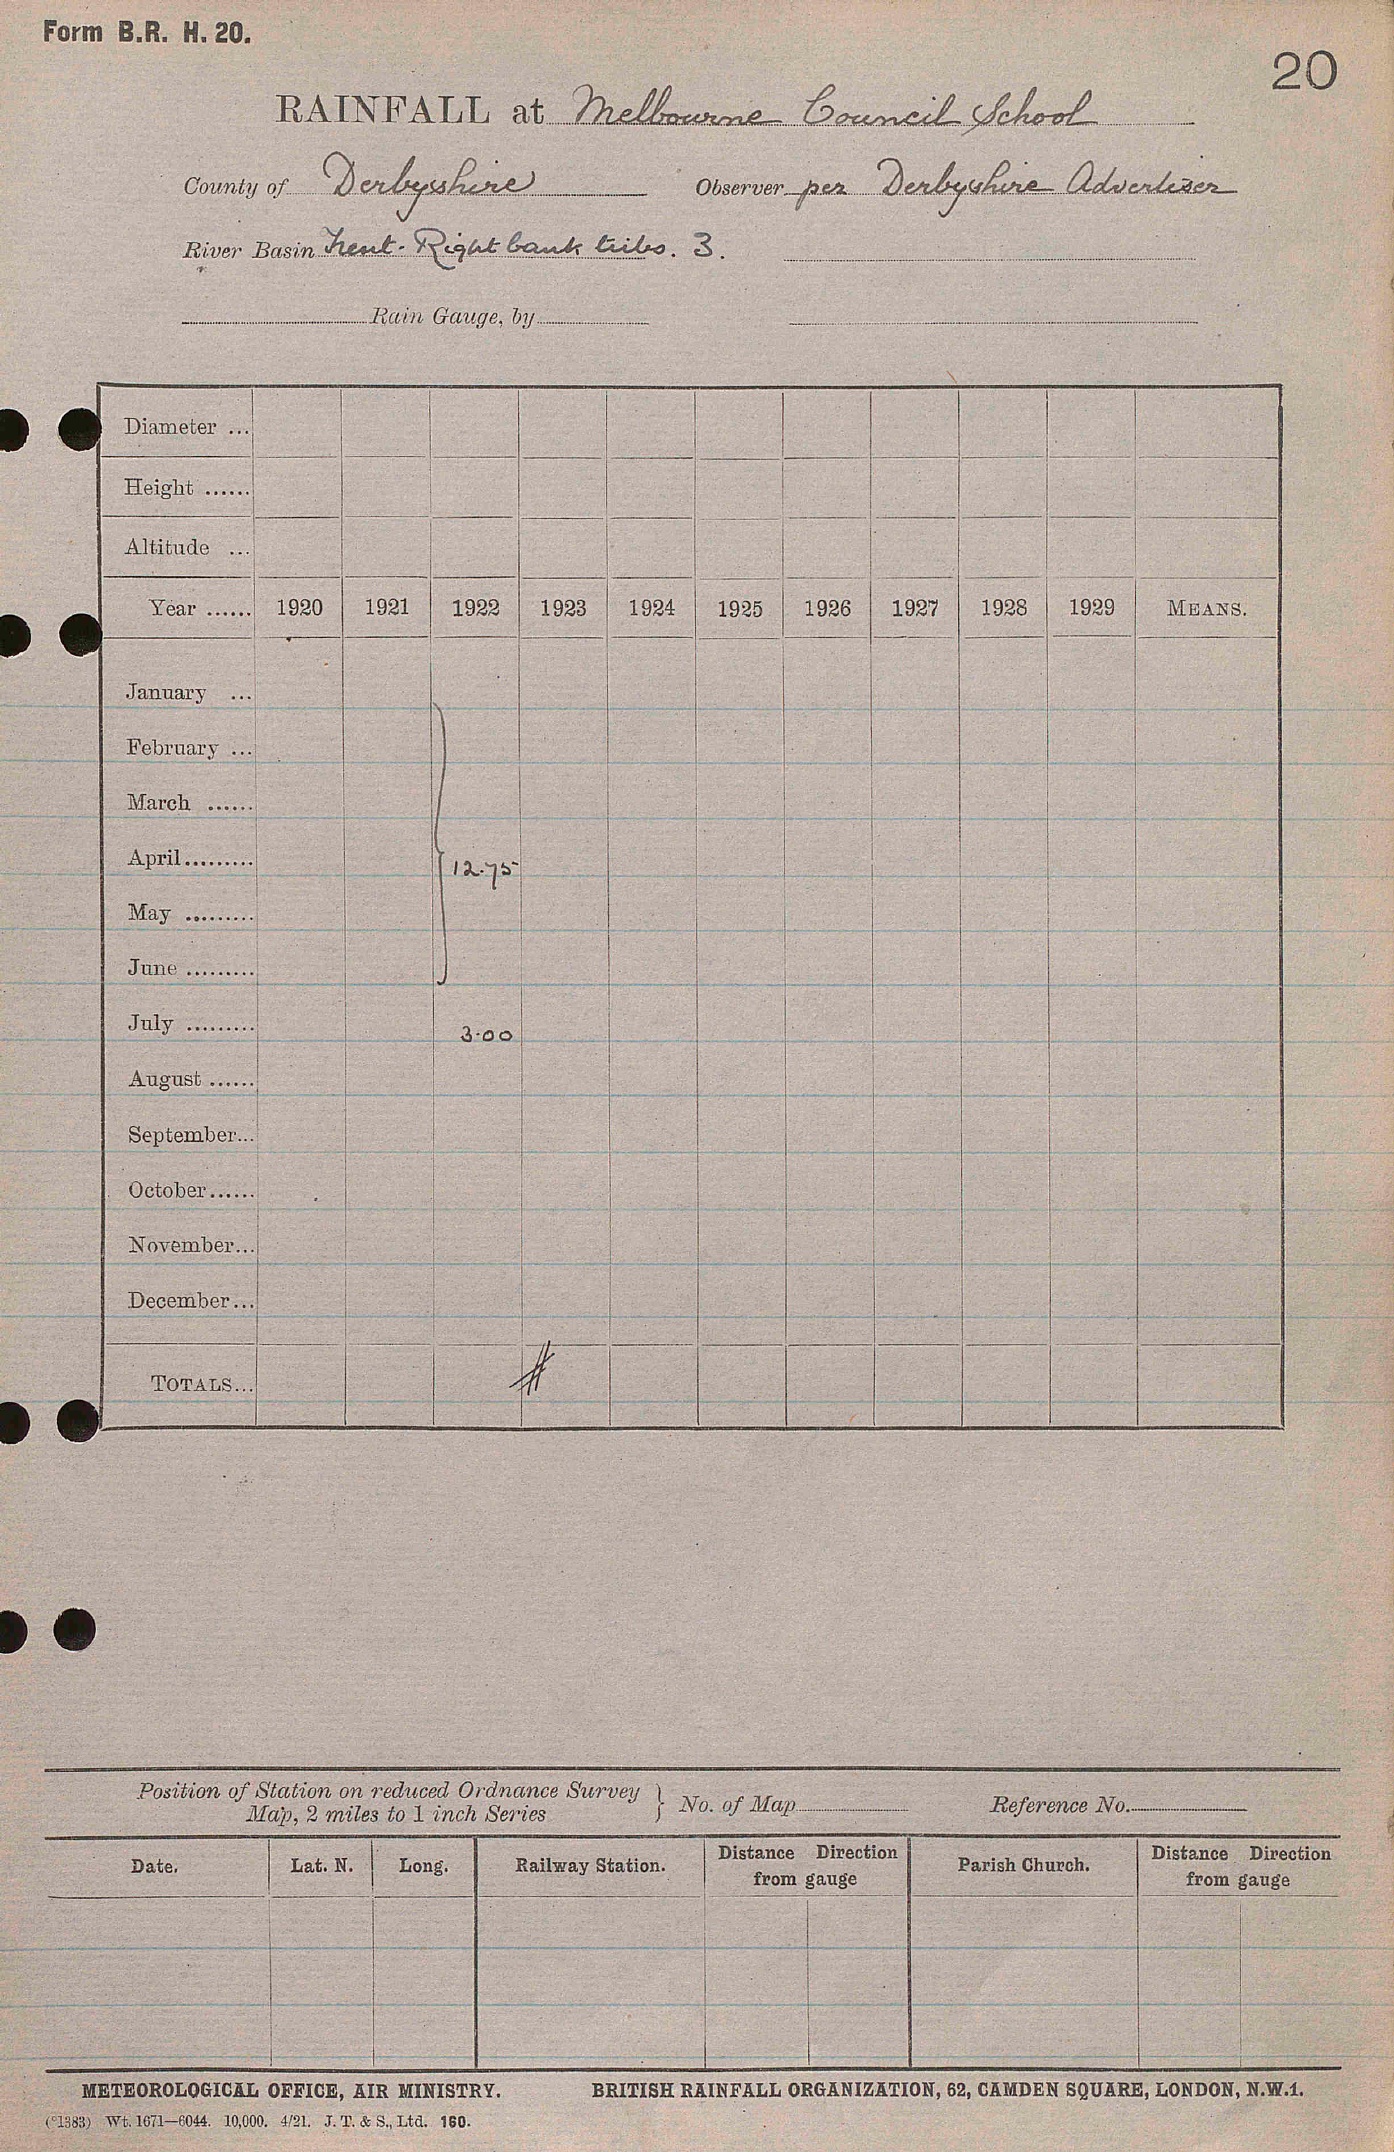 Form B.R. H. 20.
20
RAINFALL at Melbourne Council School
County of Derbyshire Observer per Derbyshire Advertiser
River Basin Trent. Right bank tribs. 3.
Rain Gauge, by
Diameter ...
Height ......
Altitude ...
Year ...... 1920 1921 1922 1923 1924 1925 1926 1927 1928 1929 MEANS.
January ...
February ...
March ......
April......... 12.75
May .........
June .........
July ......... 3.00
August ......
September...
October......
November...
December...
TOTALS...
Position of Station on reduced Ordnance Survey
Map, 2 miles to 1 inch Series } No. of Map Reference No.
Date. Lat. N. Long. Railway Station. Distance Direction from gauge Parish Church. Distance Direction from gauge
METEOROLOGICAL OFFICE, AIR MINISTRY. BRITISH RAINFALL ORGANIZATION, 62, CAMDEN SQUARE, LONDON, N.W.1.
(*1383) Wt. 1671—6044. 10,000. 4/21. J. T. & S., Ltd. 160.